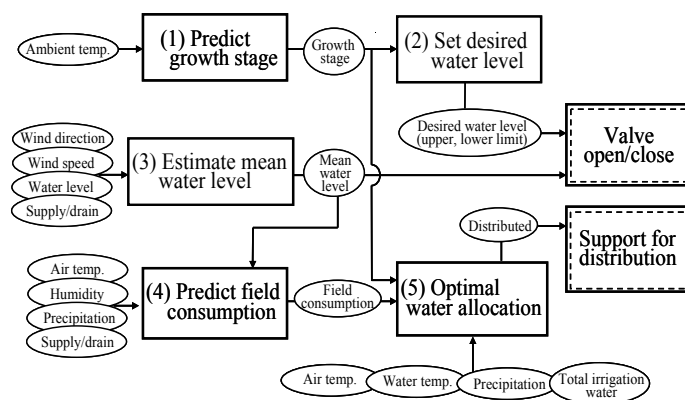 Ambient temp.
(1) Predict
growth stage
Growth
stage
(2) Set desired
water level
Desired water level
(upper, lower limit)
Valve
open/close
Wind direction
Wind speed
Water level
Supply/drain
(3) Estimate mean
water level
Mean
water
level
Distributed
Support for
distribution
Air temp.
Humidity
Precipitation
Supply/drain
(4) Predict field
consumption
Field
consumption
(5) Optimal
water allocation
Air temp.
Water temp.
Precipitation
Total irrigation
water